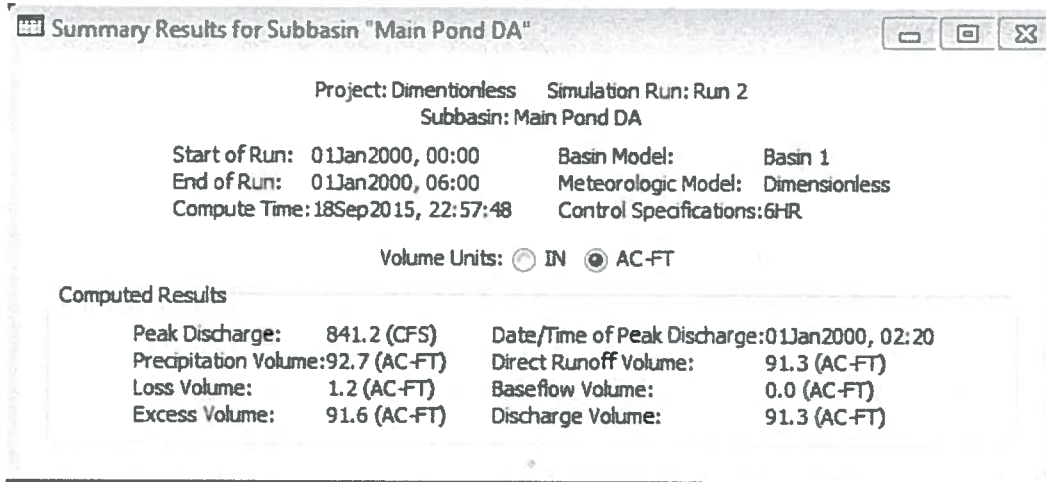 Summary Results for Subbasin "Main Pond DA"
Project: Dimentionless Simulation Run: Run 2
Subbasin: Main Pond DA
Start of Run: 01Jan2000, 00:00 Basin Model: Basin 1
End of Run: 01Jan2000, 06:00 Meteorologic Model: Dimensionless
Compute Time: 18Sep2015, 22:57:48 Control Specifications: 6HR
Volume Units: IN AC-FT
Computed Results
Peak Discharge: 841.2 (CFS) Date/Time of Peak Discharge: 01Jan2000, 02:20
Precipitation Volume: 92.7 (AC-FT) Direct Runoff Volume: 91.3 (AC-FT)
Loss Volume: 1.2 (AC-FT) Baseflow Volume: 0.0 (AC-FT)
Excess Volume: 91.6 (AC-FT) Discharge Volume: 91.3 (AC-FT)